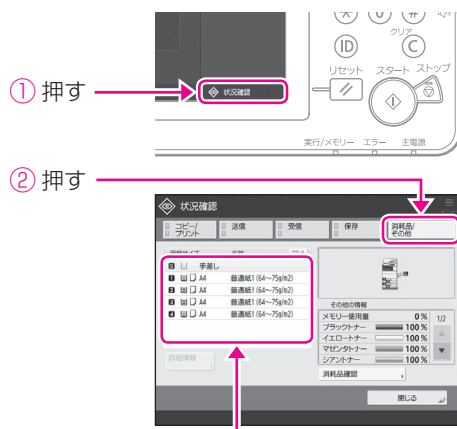 クリア
ID
C
リセット
スタート
ストップ
① 押す
状況確認
実行/メモリー
エラー
主電源
② 押す
状況確認
コピー/
プリント
送信
受信
保存
消耗品/
その他
手差し
1 A4 普通紙1 (64～75g/m2)
2 A4 普通紙1 (64～75g/m2)
3 A4 普通紙1 (64～75g/m2)
4 A4 普通紙1 (64～75g/m2)
その他の情報
メモリー使用量 0 % 1/2
ブラックトナー 100 %
イエロートナー 100 %
マゼンタトナー 100 %
シアントナー 100 %
詳細情報
消耗品確認
閉じる